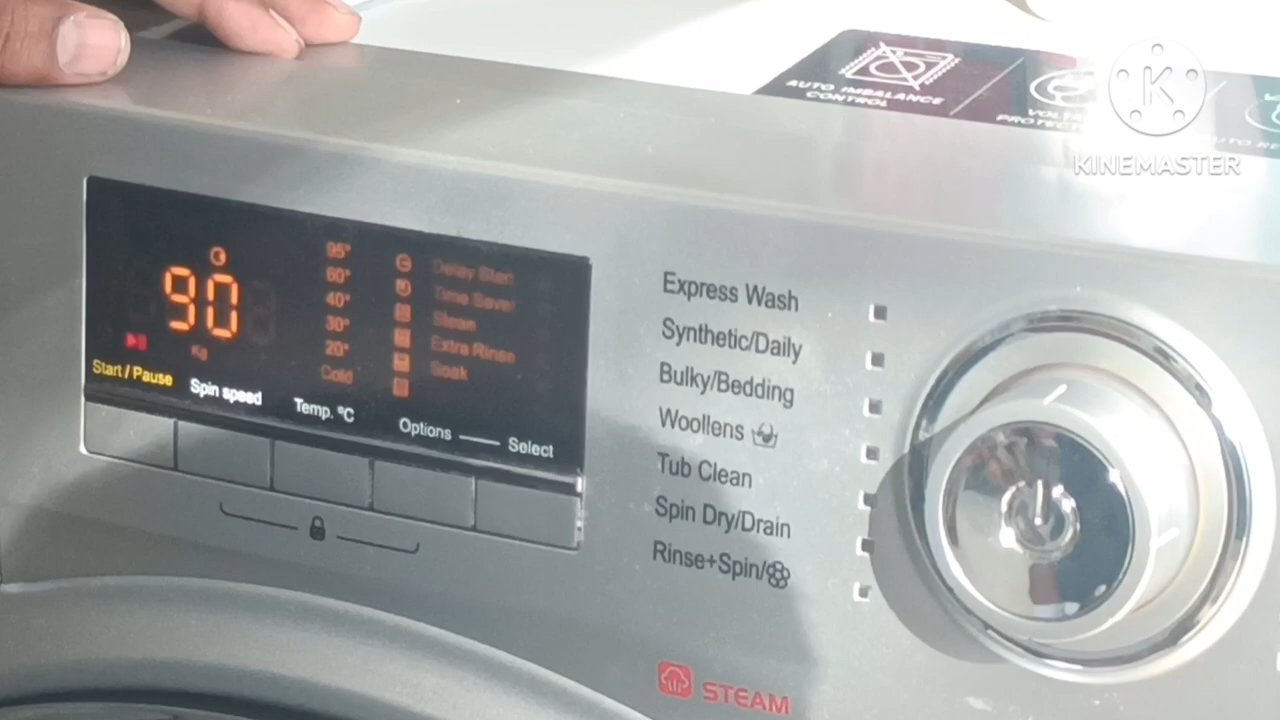 AUTO IMBALANCE
CONTROL
KINEMASTER
90
Kg
Start / Pause
Spin speed
95°
60°
40°
30°
20°
Cold
Temp. ºC
Delay Start
Time Saver
Steam
Extra Rinse
Soak
Options
Select
Express Wash
Synthetic/Daily
Bulky/Bedding
Woollens
Tub Clean
Spin Dry/Drain
Rinse+Spin/
STEAM